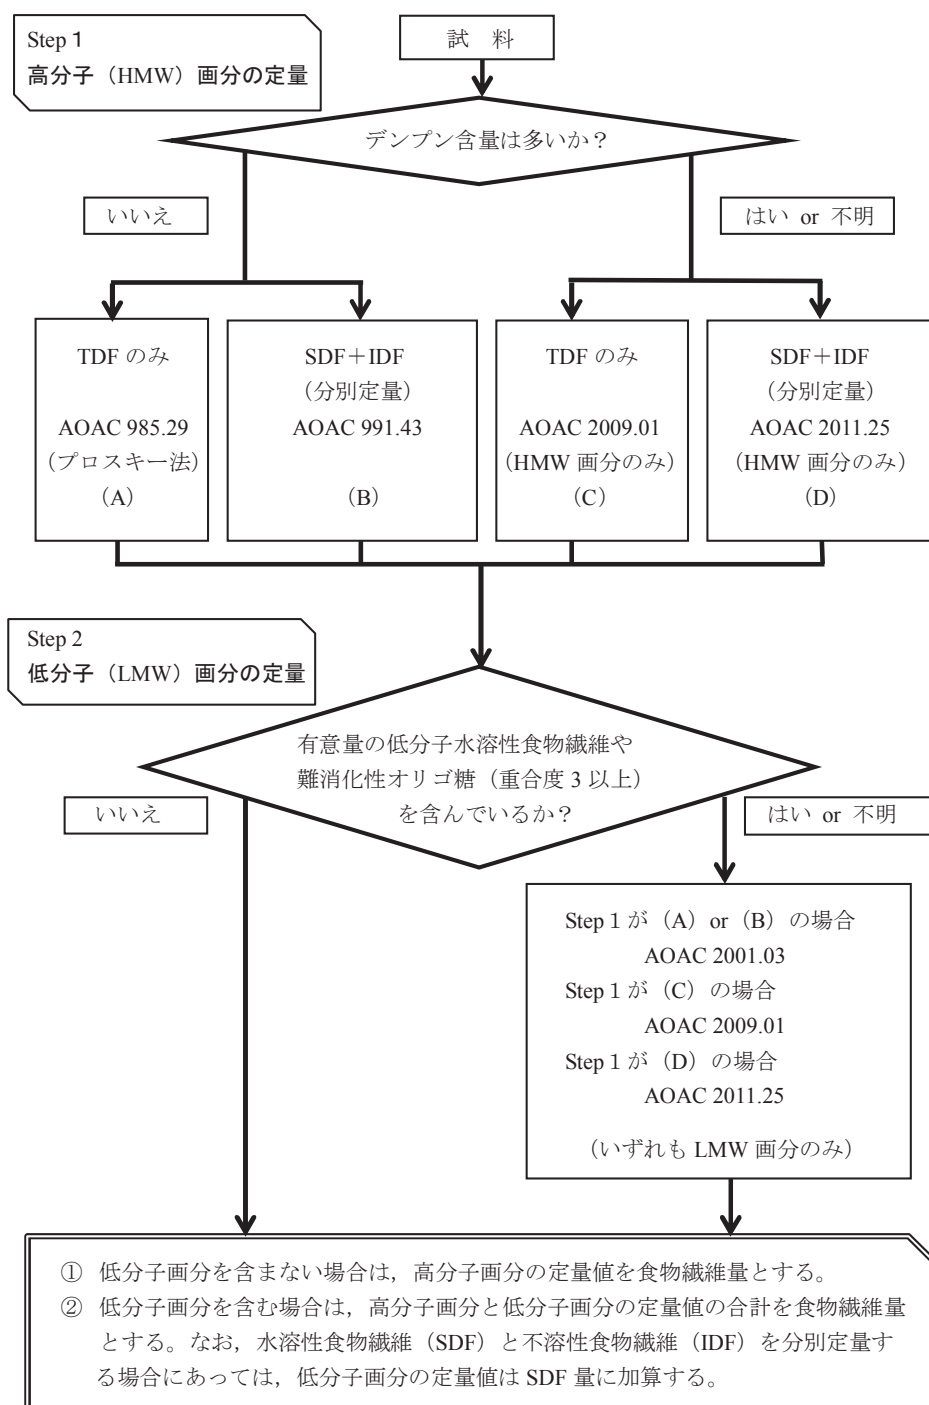 Step 1
高分子（HMW）画分の定量
試　料
デンプン含量は多いか？
いいえ
はい or 不明
TDF のみ
AOAC 985.29
（プロスキー法）
（A）
SDF＋IDF
（分別定量）
AOAC 991.43
（B）
TDF のみ
AOAC 2009.01
（HMW 画分のみ）
（C）
SDF＋IDF
（分別定量）
AOAC 2011.25
（HMW 画分のみ）
（D）
Step 2
低分子（LMW）画分の定量
有意量の低分子水溶性食物繊維や
難消化性オリゴ糖（重合度 3 以上）
を含んでいるか？
いいえ
はい or 不明
Step１が（A）or（B）の場合
AOAC 2001.03
Step１が（C）の場合
AOAC 2009.01
Step１が（D）の場合
AOAC 2011.25
（いずれも LMW 画分のみ）
① 低分子画分を含まない場合は，高分子画分の定量値を食物繊維量とする。
② 低分子画分を含む場合は，高分子画分と低分子画分の定量値の合計を食物繊維量
とする。なお，水溶性食物繊維（SDF）と不溶性食物繊維（IDF）を分別定量す
る場合にあっては，低分子画分の定量値は SDF 量に加算する。